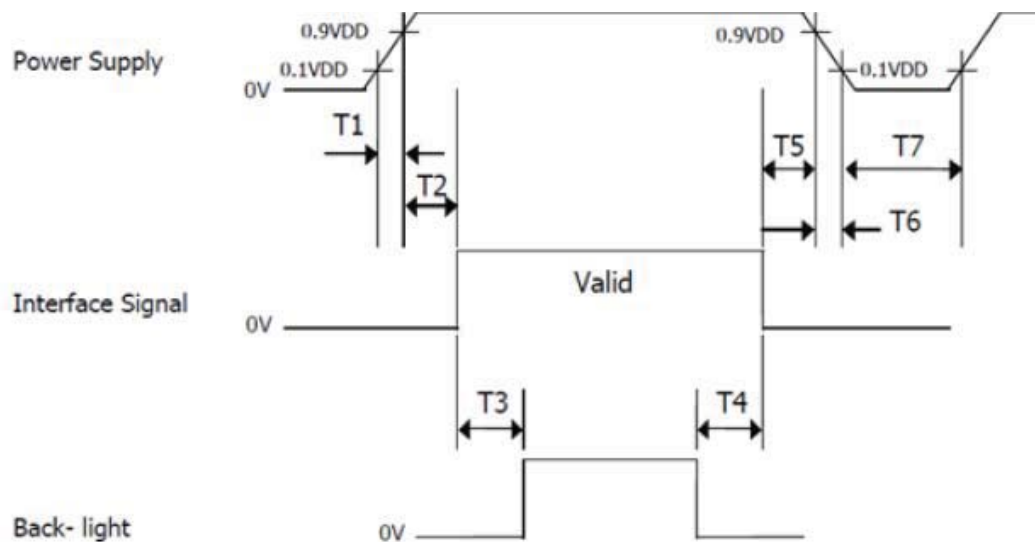 0.9VDD
0.9VDD
Power Supply
0.1VDD
0.1VDD
0V
T1
T5
T7
T2
T6
Valid
Interface Signal
0V
T3
T4
Back- light
0V